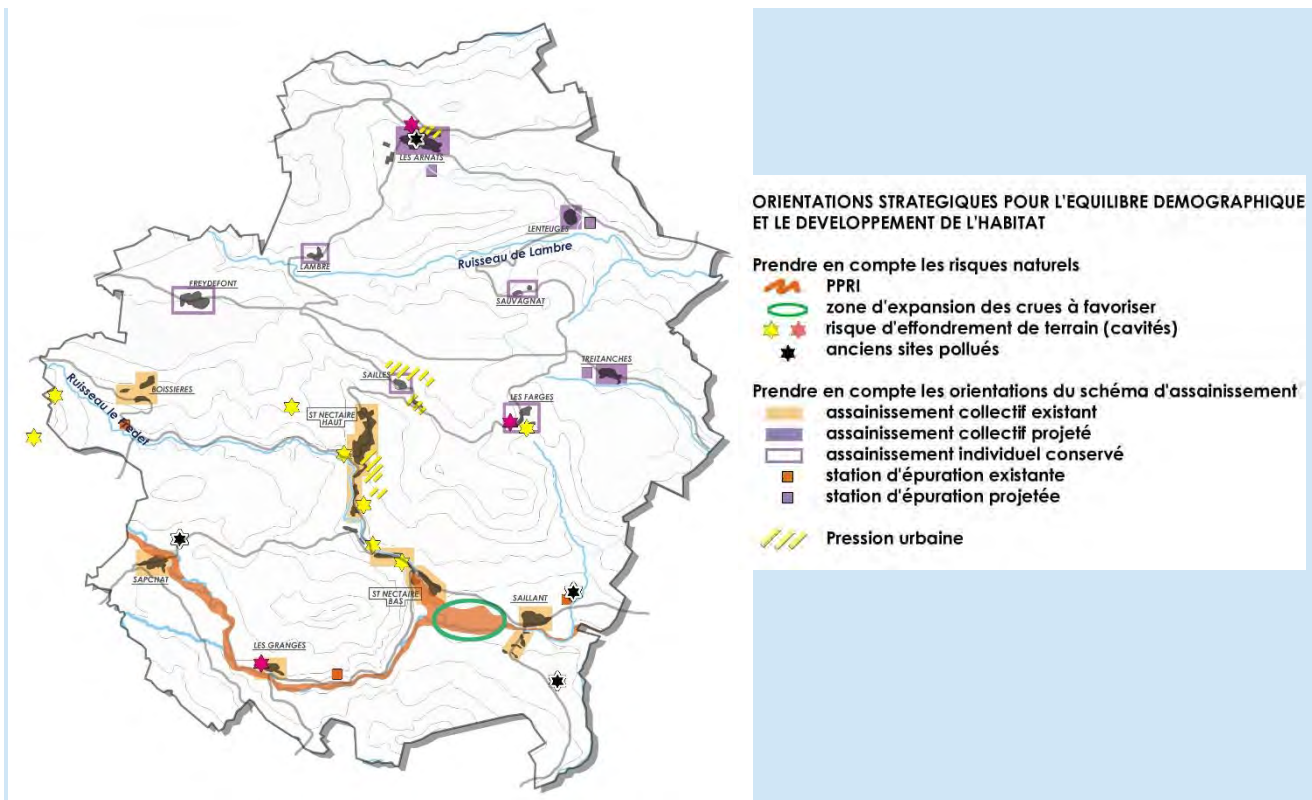 LES ARNATS
LENTEUGES
Ruisseau de Lambre
LAMBRE
FREYDEFONT
SAUVAGNAT
TREIZANCHES
SAILLES
BOISSIERES
Ruisseau le Fredet
ST NECTAIRE
HAUT
LES FARGES
SAPCHAT
ST NECTAIRE
BAS
SAILLANT
LES GRANGES
ORIENTATIONS STRATEGIQUES POUR L'EQUILIBRE DEMOGRAPHIQUE
ET LE DEVELOPPEMENT DE L'HABITAT
Prendre en compte les risques naturels
PPRI
zone d'expansion des crues à favoriser
risque d'effondrement de terrain (cavités)
anciens sites pollués
Prendre en compte les orientations du schéma d'assainissement
assainissement collectif existant
assainissement collectif projeté
assainissement individuel conservé
station d'épuration existante
station d'épuration projetée
Pression urbaine